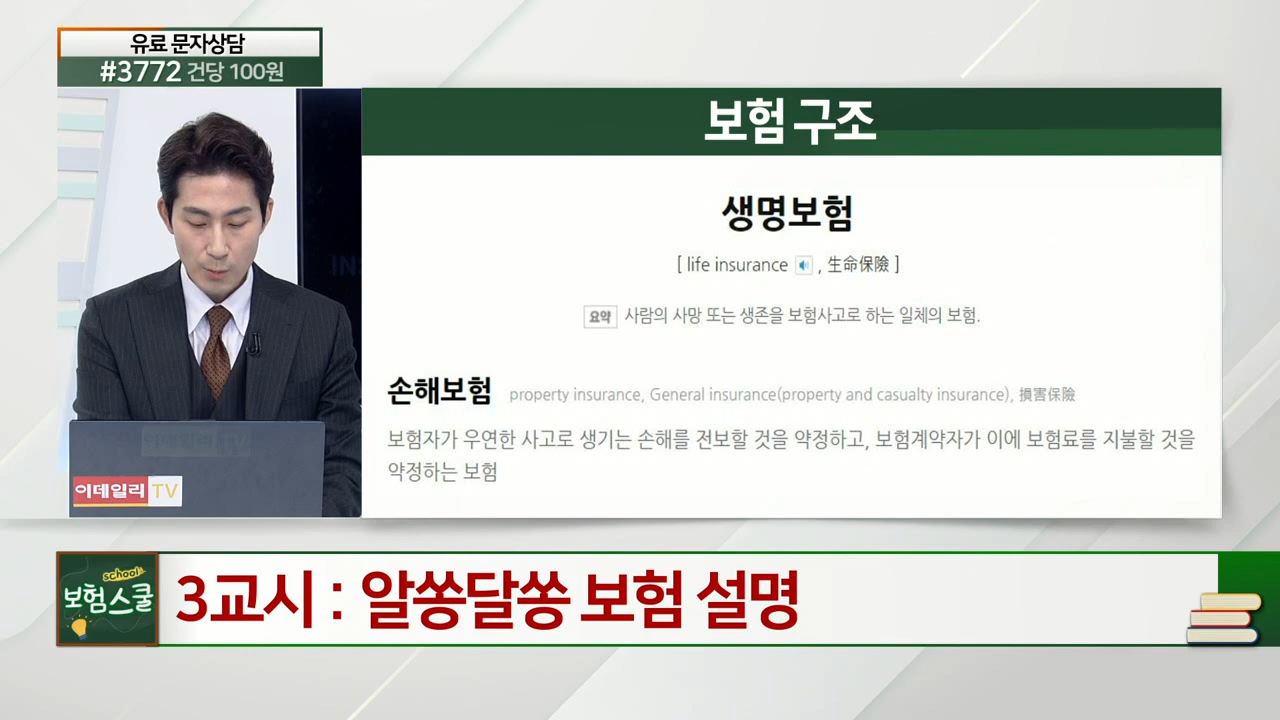 유료 문자상담
#3772 건당 100원
보험 구조
생명보험
[ life insurance , 生命保險 ]
요약 사람의 사망 또는 생존을 보험사고로 하는 일체의 보험.
손해보험 property insurance, General insurance(property and casualty insurance), 損害保險
보험자가 우연한 사고로 생기는 손해를 전보할 것을 약정하고, 보험계약자가 이에 보험료를 지불할 것을
약정하는 보험
이데일리 TV
school
보험스쿨
3교시 : 알쏭달쏭 보험 설명